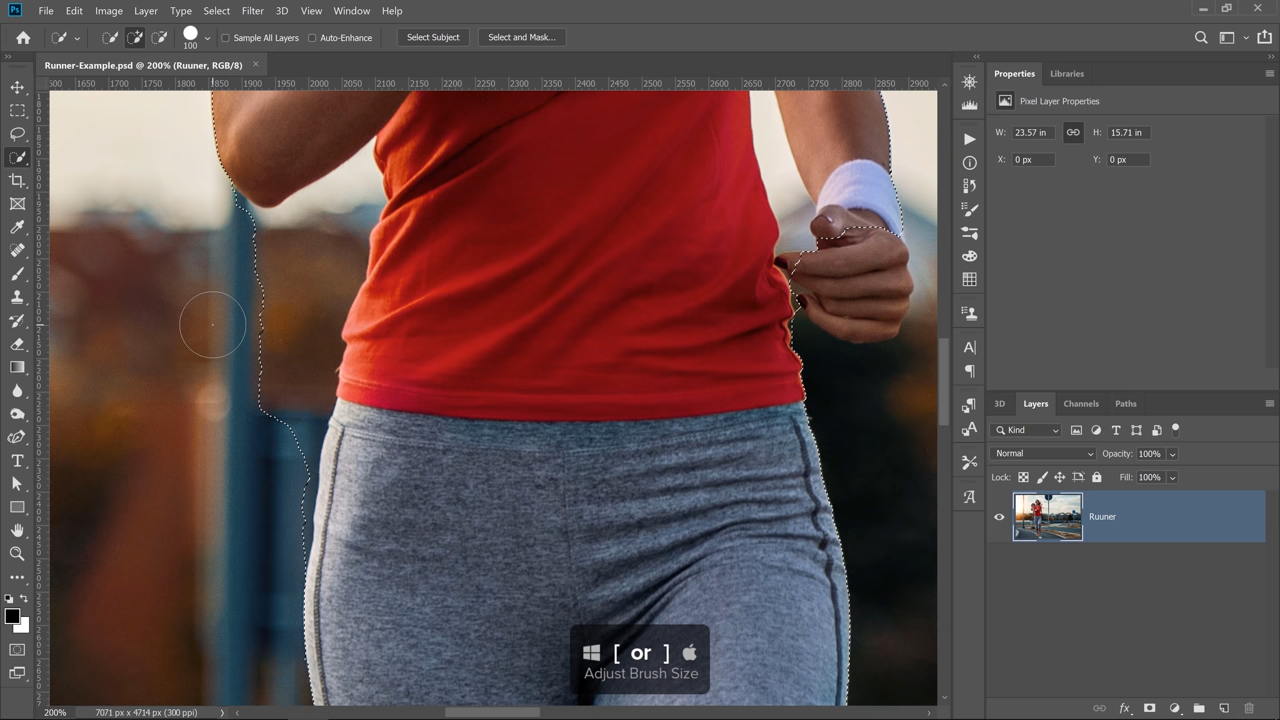 Ps File Edit Image Layer Type Select Filter 3D View Window Help
100 Sample All Layers Auto-Enhance Select Subject Select and Mask...
Runner-Example.psd @ 200% (Ruuner, RGB/8)
1650 1700 1750 1800 1850 1900 1950 2000 2050 2100 2150 2200 2250 2300 2350 2400 2450 2500 2550 2600 2650 2700 2750 2800 2850 2900
Properties Libraries
Pixel Layer Properties
W: 23.57 in H: 15.71 in
X: 0 px Y: 0 px
3D Layers Channels Paths
Kind
Normal Opacity: 100%
Lock: Fill: 100%
Ruuner
[ or ]
Adjust Brush Size
200% 7071 px x 4714 px (300 ppi)